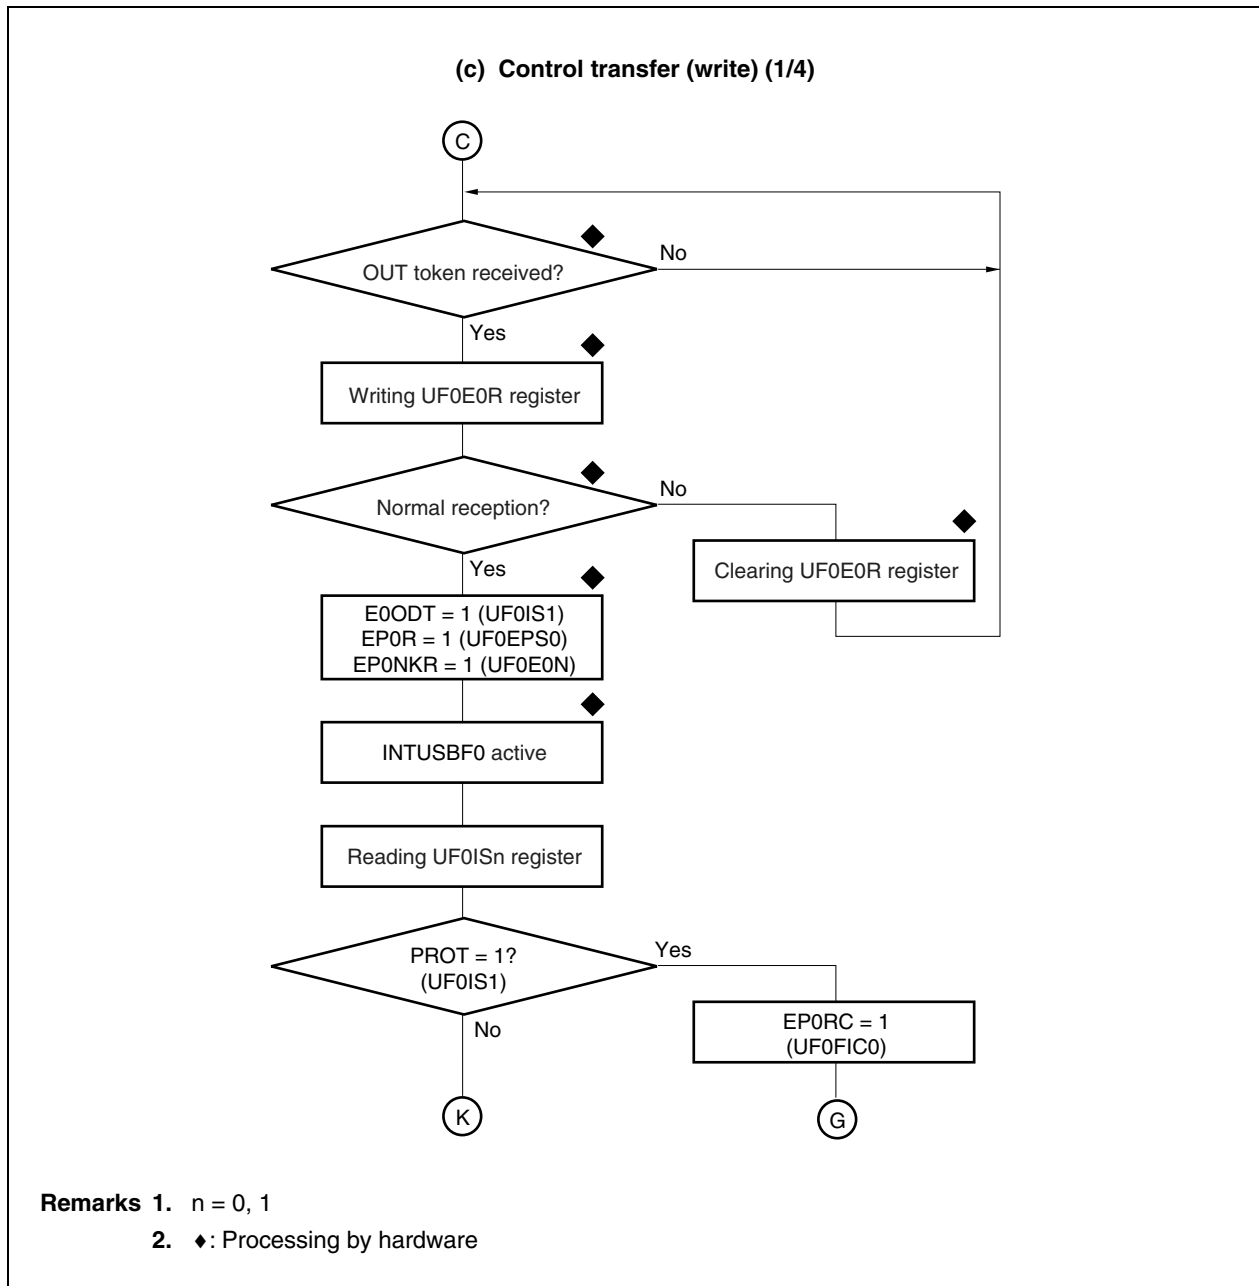 (c) Control transfer (write) (1/4)
C
OUT token received?
No
Yes
Writing UF0E0R register
Normal reception?
No
Yes
Clearing UF0E0R register
E0ODT = 1 (UF0IS1)
EP0R = 1 (UF0EPS0)
EP0NKR = 1 (UF0E0N)
INTUSBF0 active
Reading UF0ISn register
PROT = 1?
(UF0IS1)
Yes
No
EP0RC = 1
(UF0FIC0)
K
G
Remarks 1. n = 0, 1
2. ♦: Processing by hardware